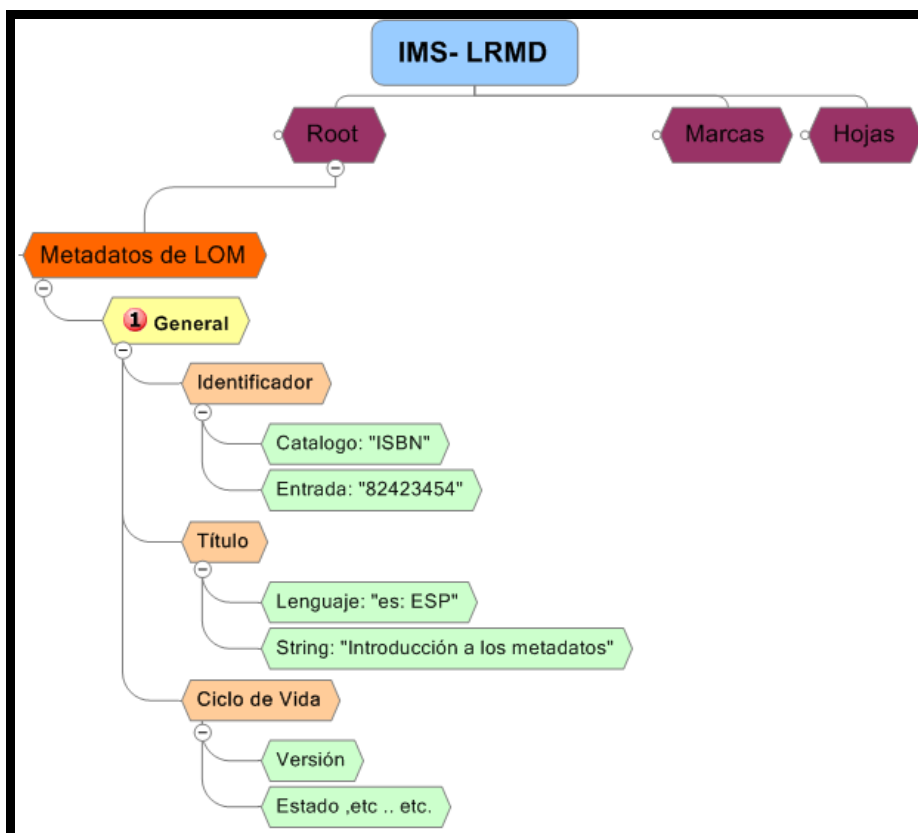 IMS- LRMD
Root
Marcas
Hojas
Metadatos de LOM
1 General
Identificador
Catalogo: "ISBN"
Entrada: "82423454"
Título
Lenguaje: "es: ESP"
String: "Introducción a los metadatos"
Ciclo de Vida
Versión
Estado ,etc .. etc.